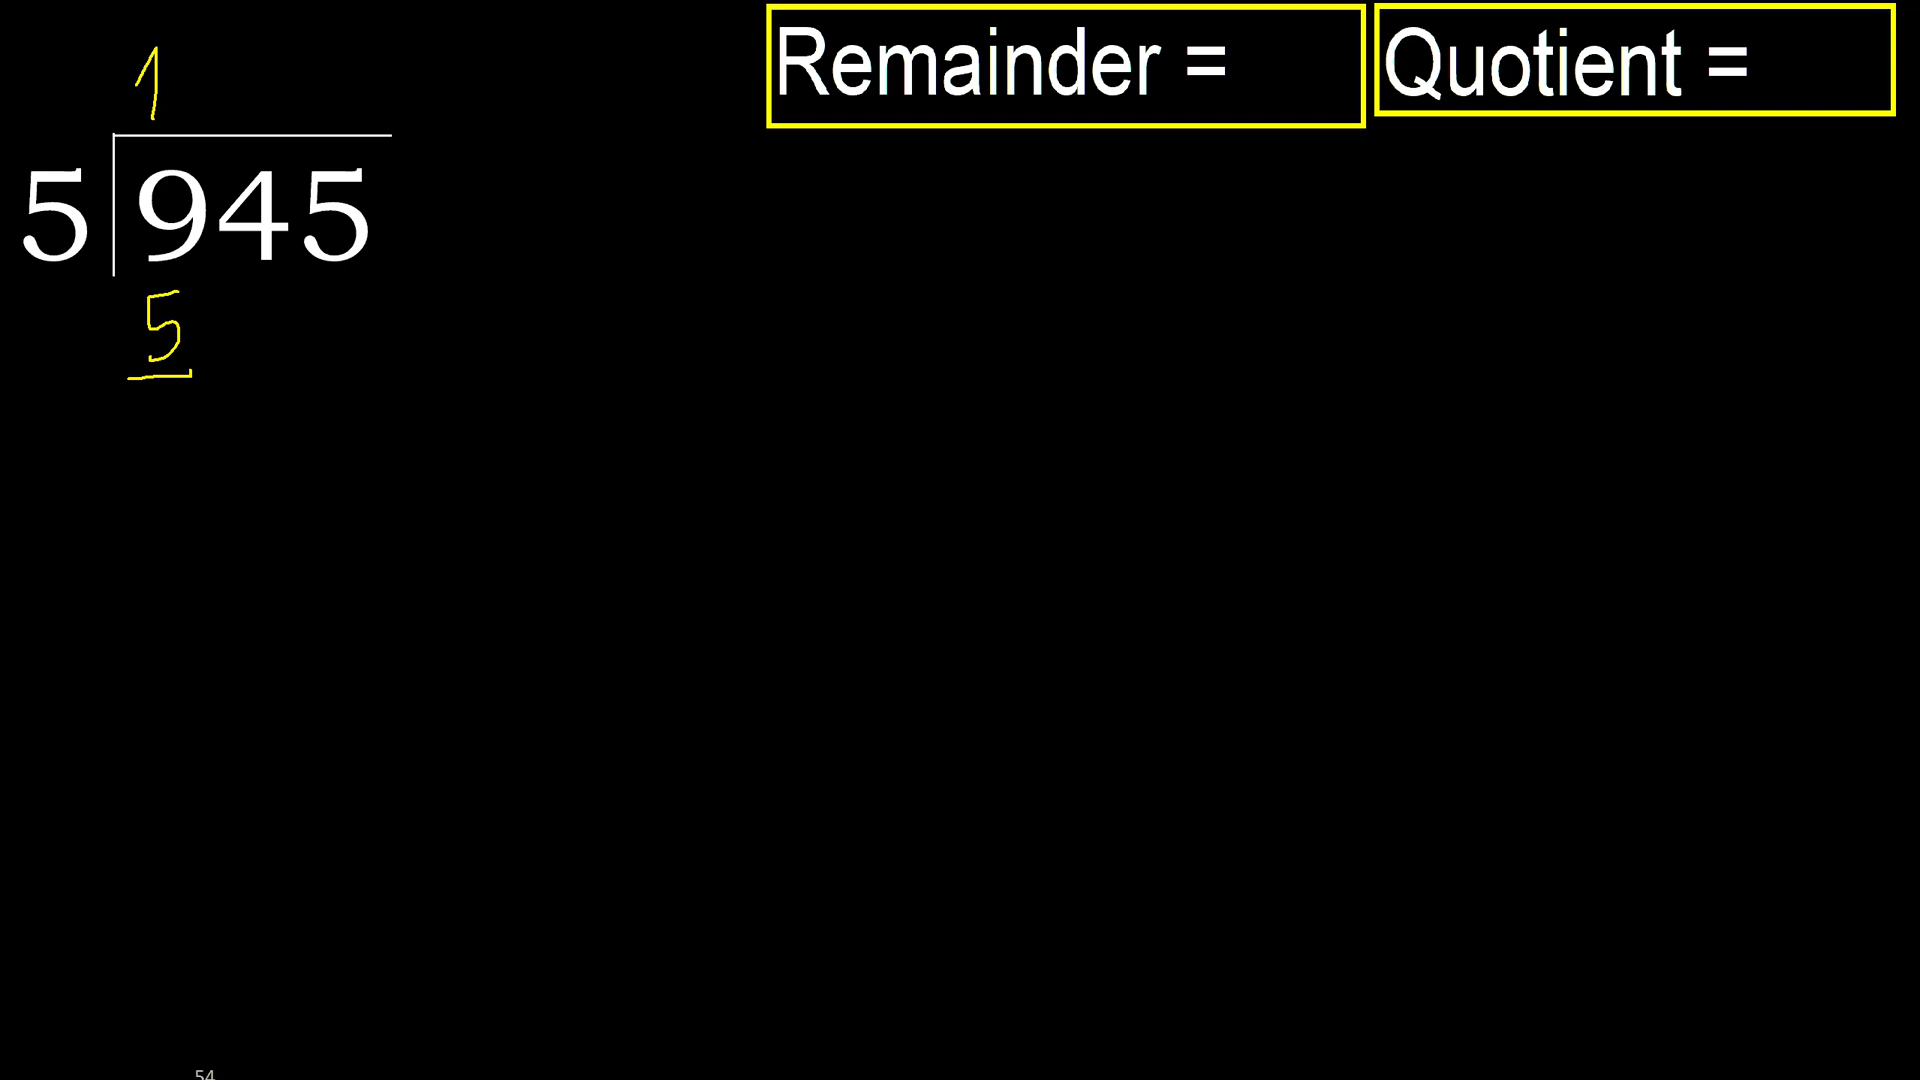 Remainder = Quotient =
1
5 945
5
54